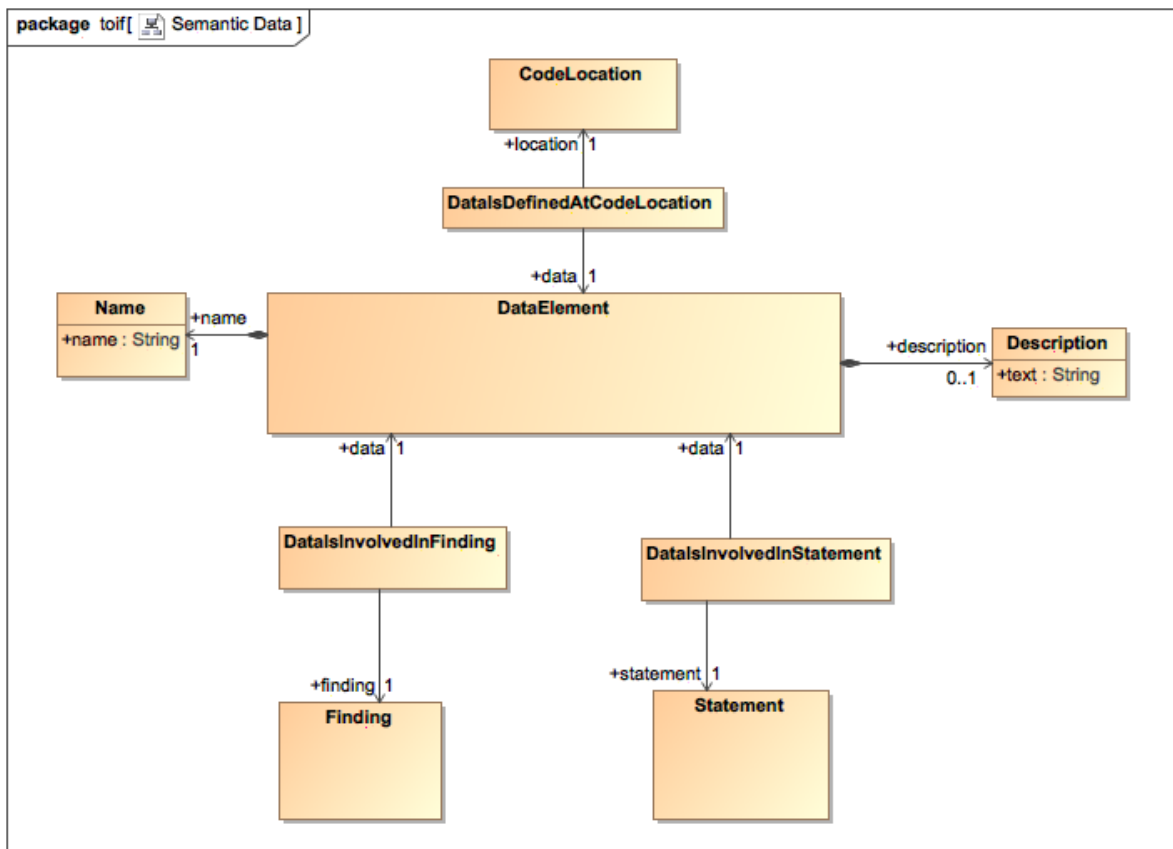 package toif[ Semantic Data ]
CodeLocation
+location 1
DataIsDefinedAtCodeLocation
+data 1
DataElement
Name
+name : String
+name
1
+description
0..1
Description
+text : String
+data 1
+data 1
DataIsInvolvedInFinding
DataIsInvolvedInStatement
+finding 1
+statement 1
Finding
Statement